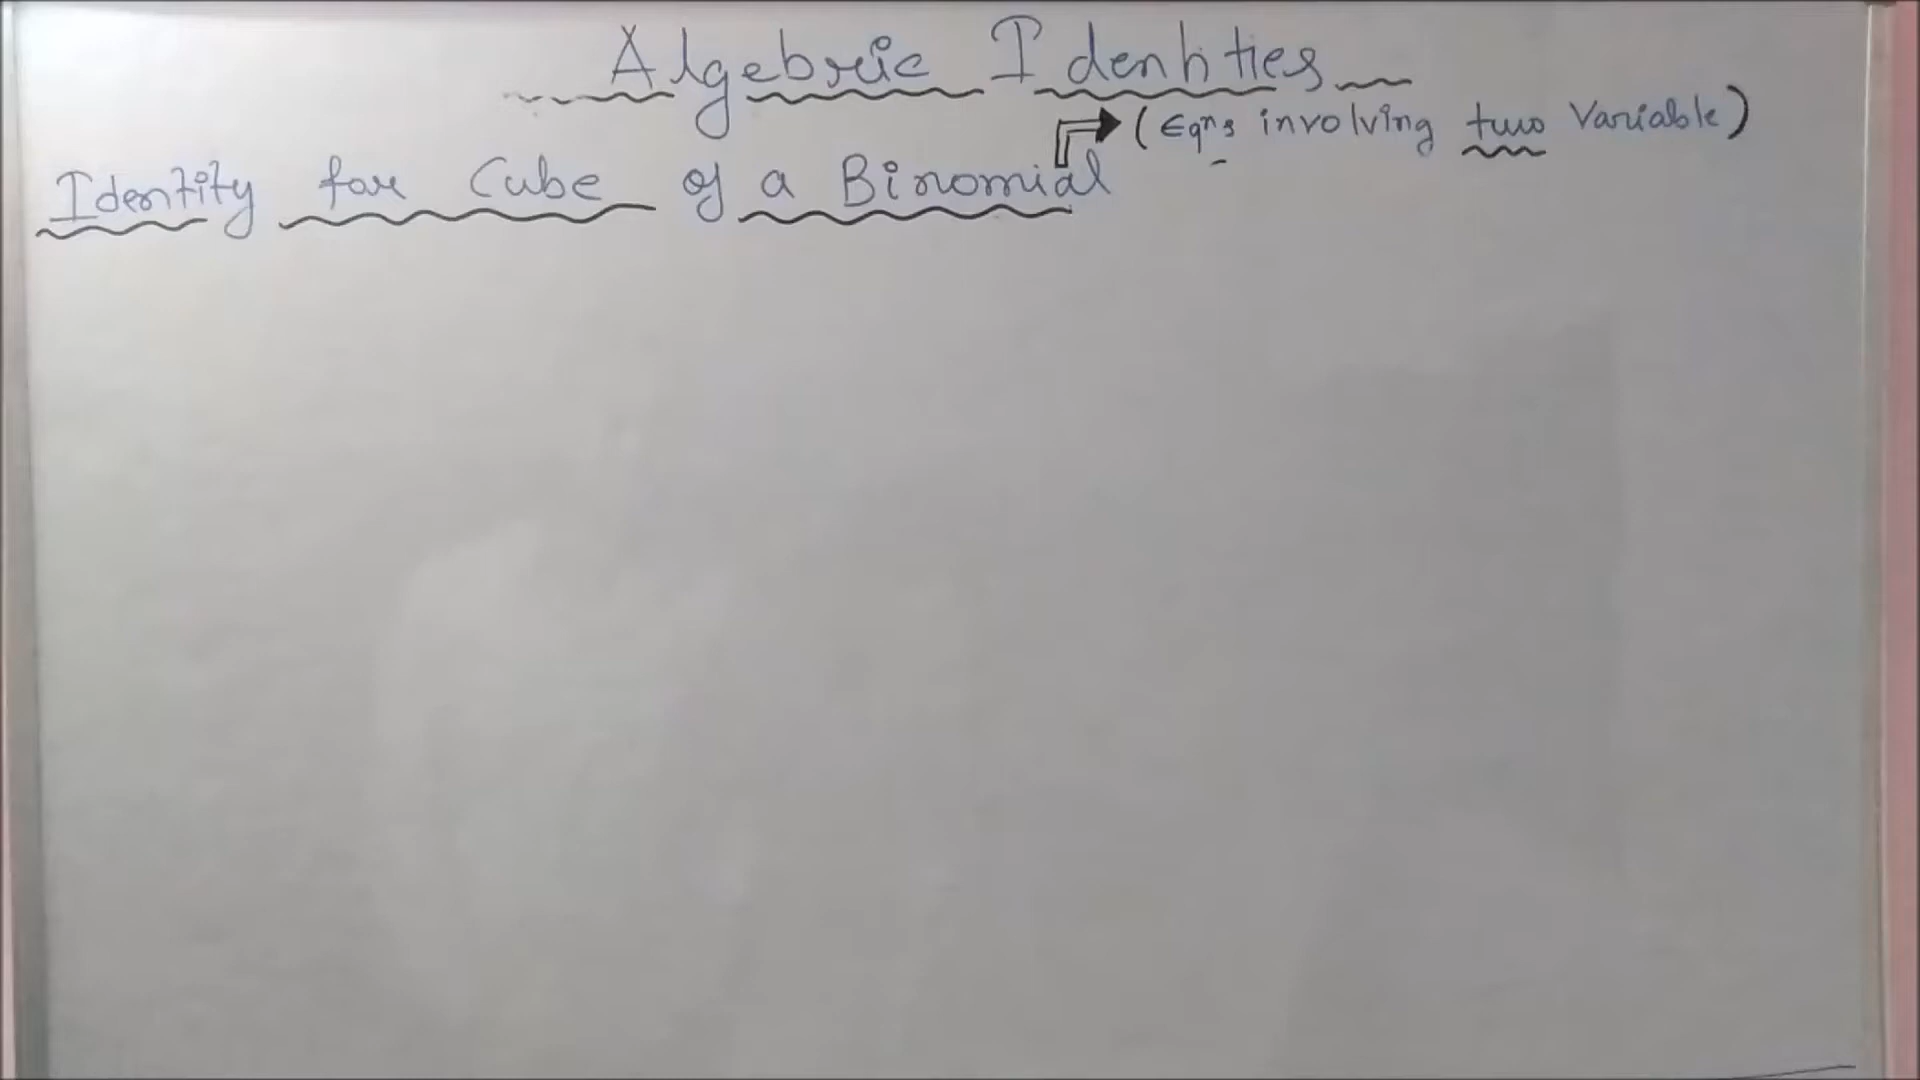 Algebric Identities
(Eqns involving two Variable)
Identity for Cube of a Binomial